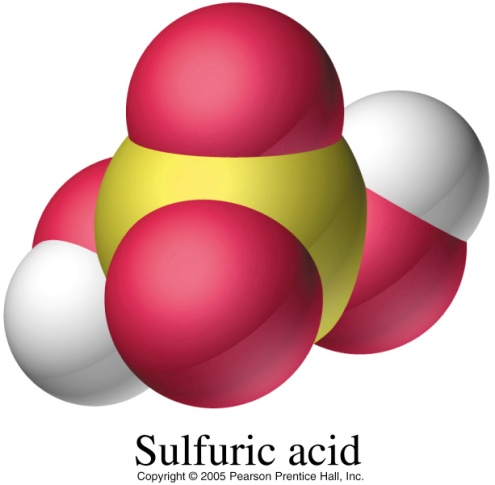 Sulfuric acid
Copyright © 2005 Pearson Prentice Hall, Inc.